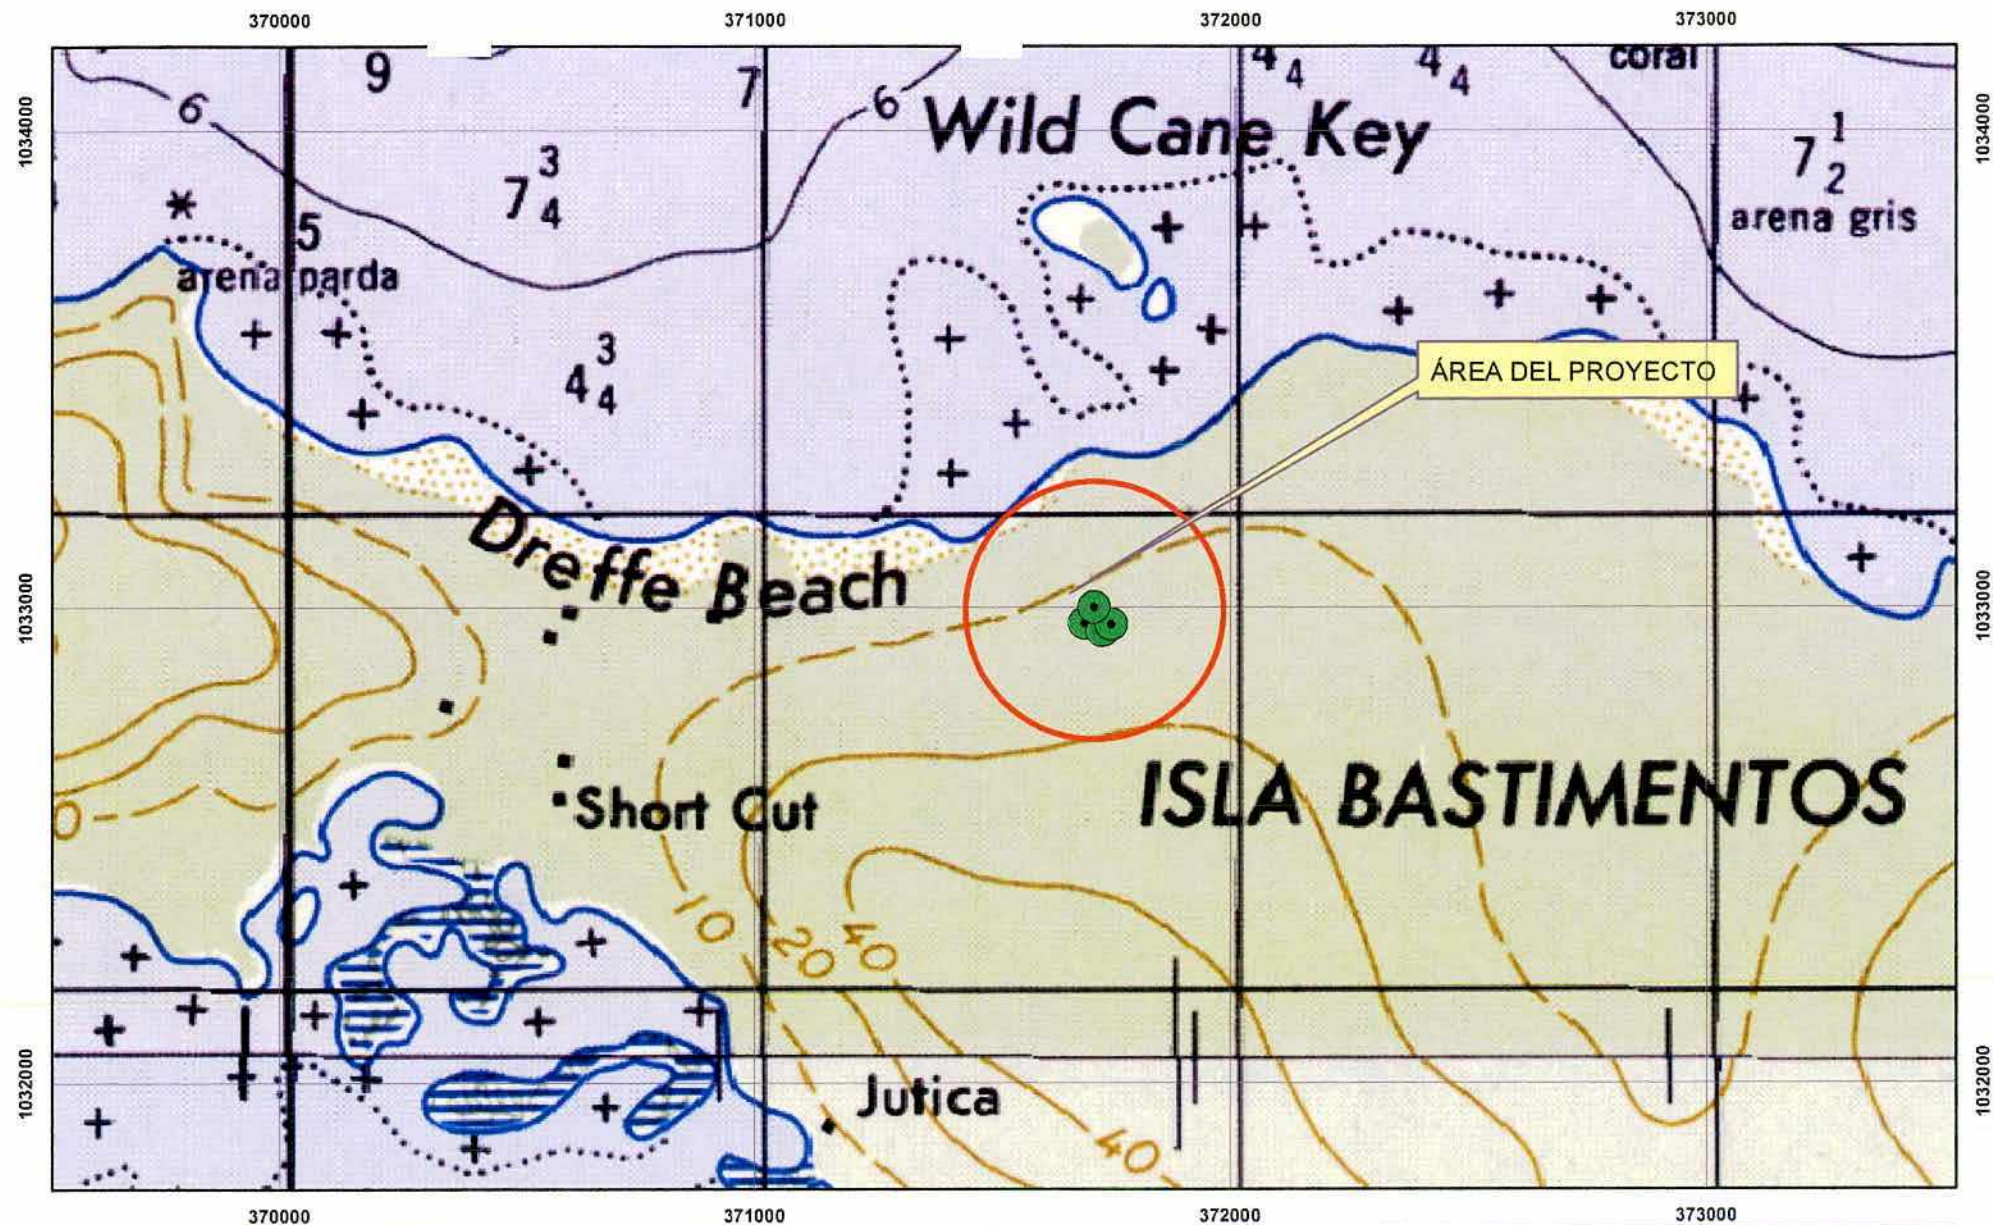 370000 371000 372000 373000
9 7 4 4 4 4 coral
6 6 Wild Cane Key
1034000 1034000
7 3 4
7 1 2
arena gris
5
arena parda
4 3 4
ÁREA DEL PROYECTO
Dreffe Beach
1033000 1033000
Short Cut
ISLA BASTIMENTOS
0
10 20 40
1032000 1032000
Jutica
40
370000 371000 372000 373000